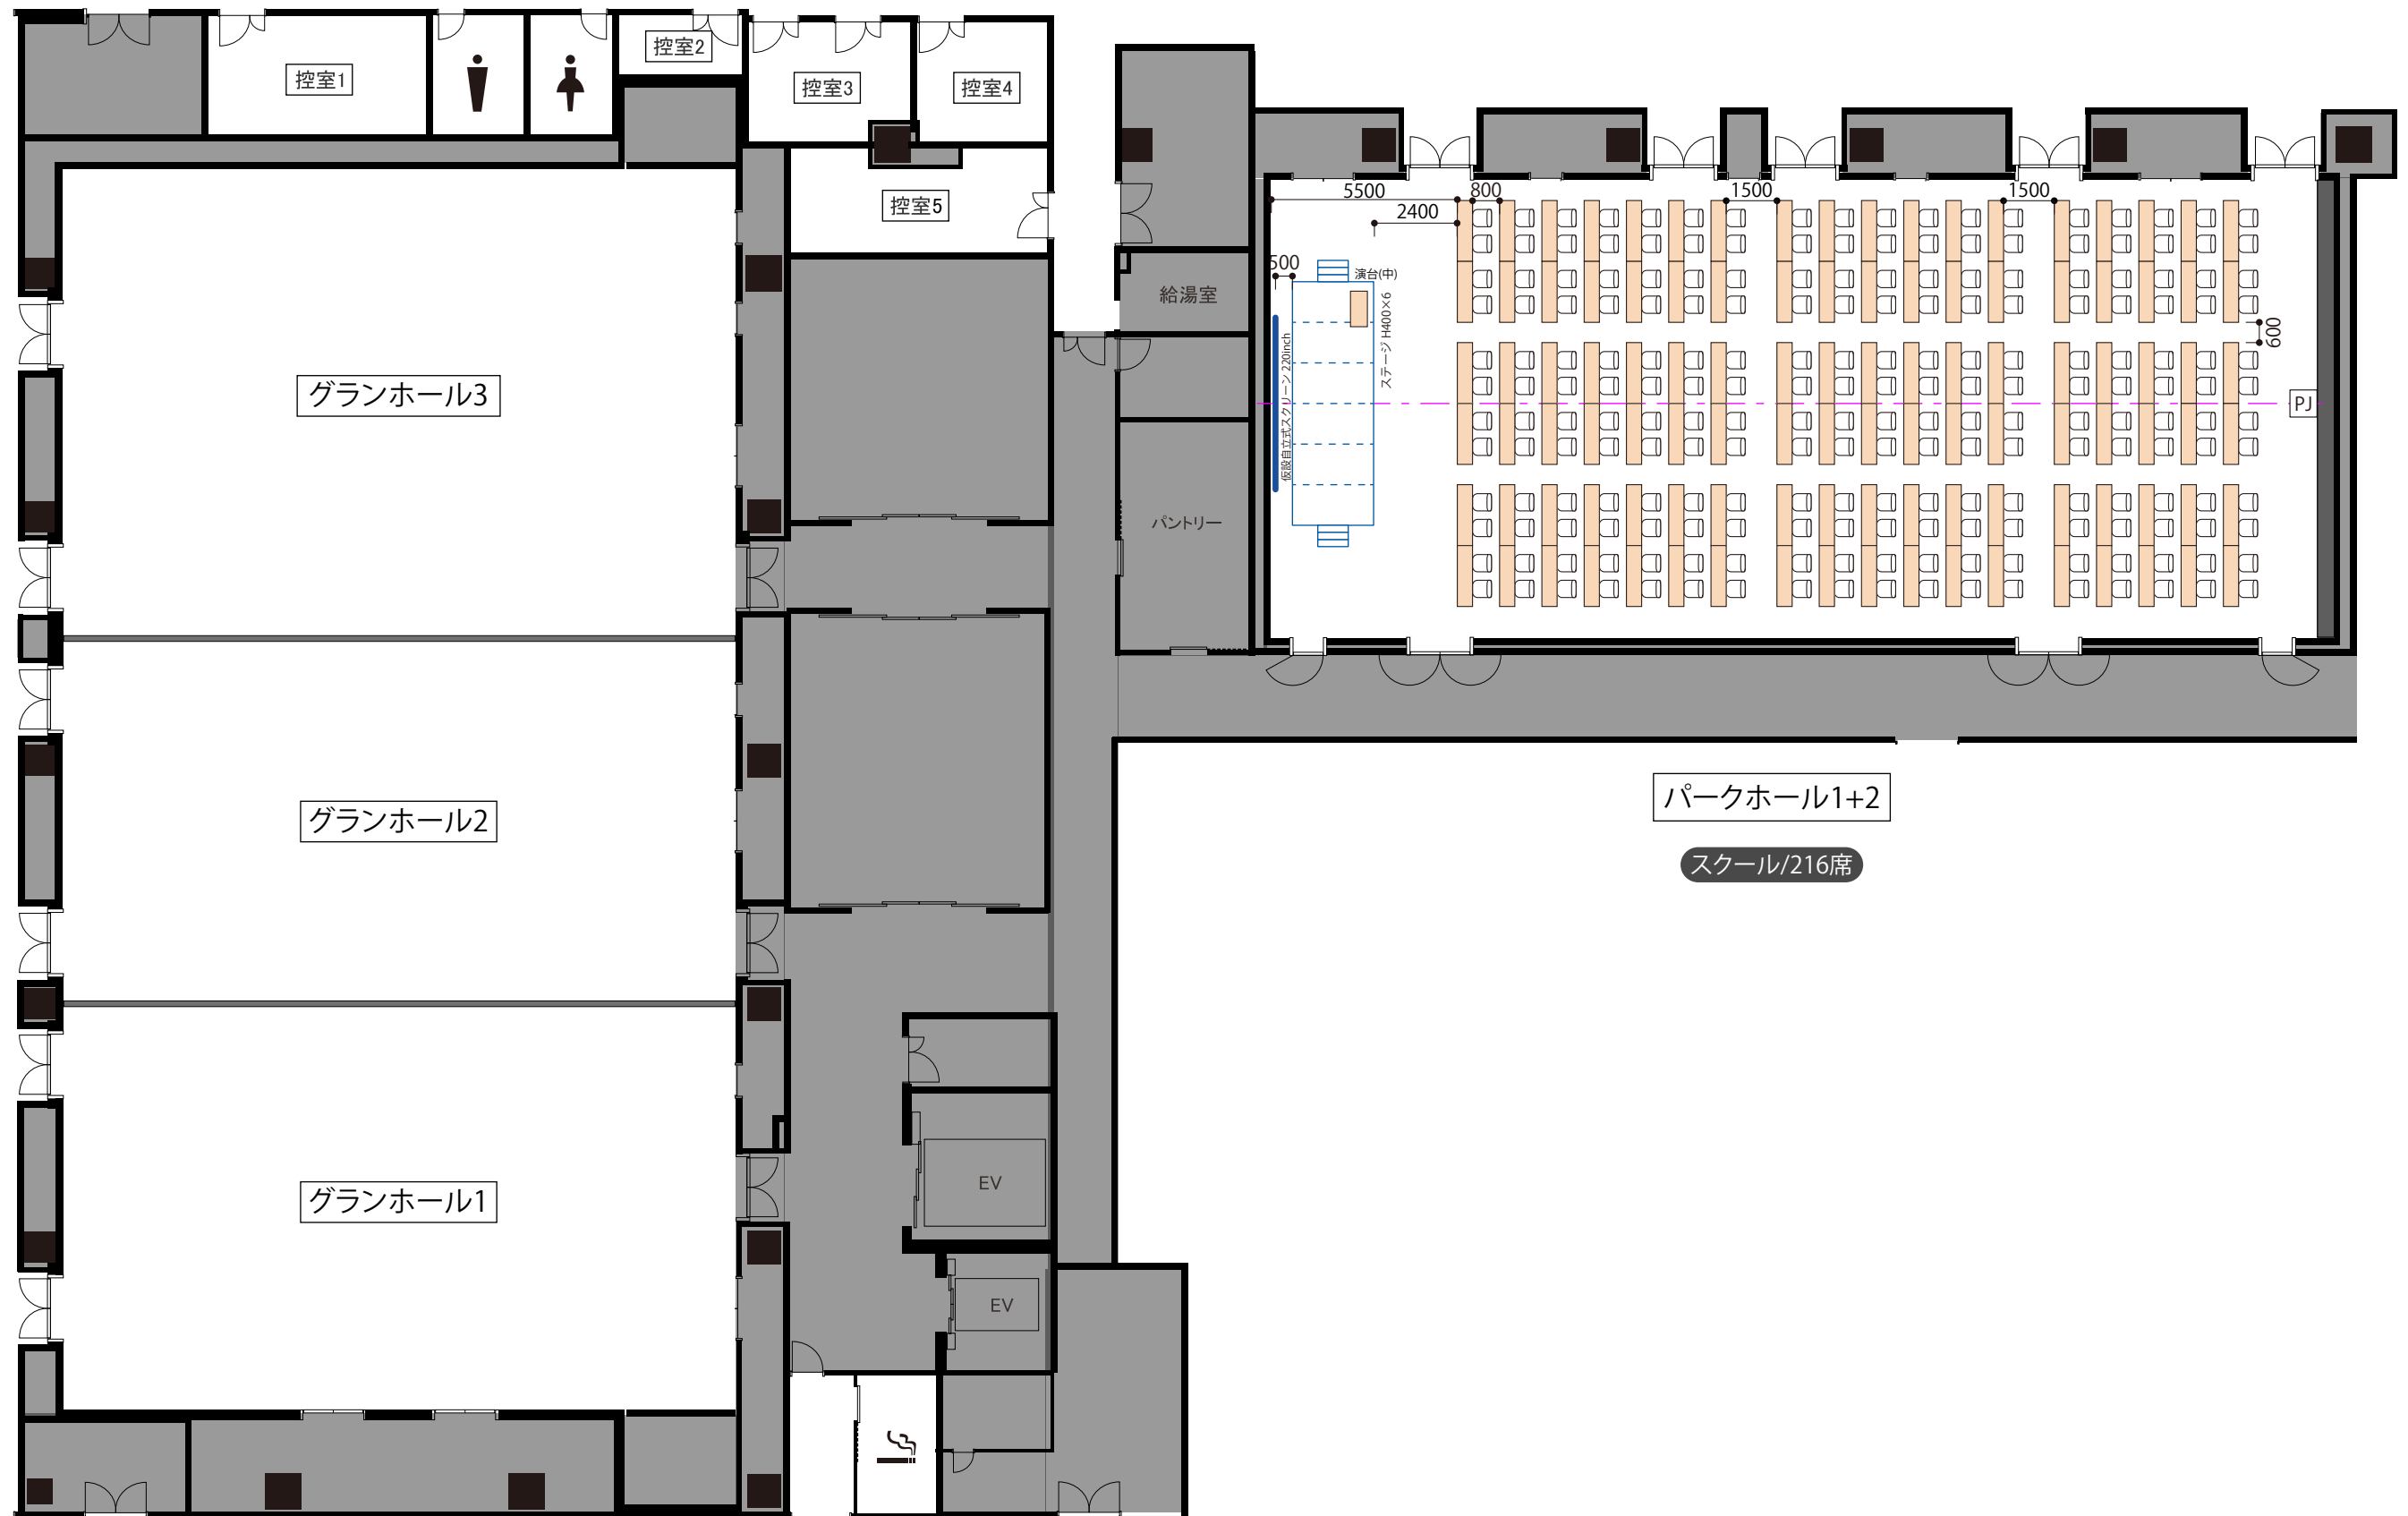 控室1
控室2
控室3
控室4
控室5
給湯室
パントリー
グランホール3
グランホール2
グランホール1
EV
EV
5500
800
1500
1500
2400
500
600
演台(中)
ステージ H400×6
仮設自立式スクリーン 220inch
PJ
パークホール1+2
スクール/216席